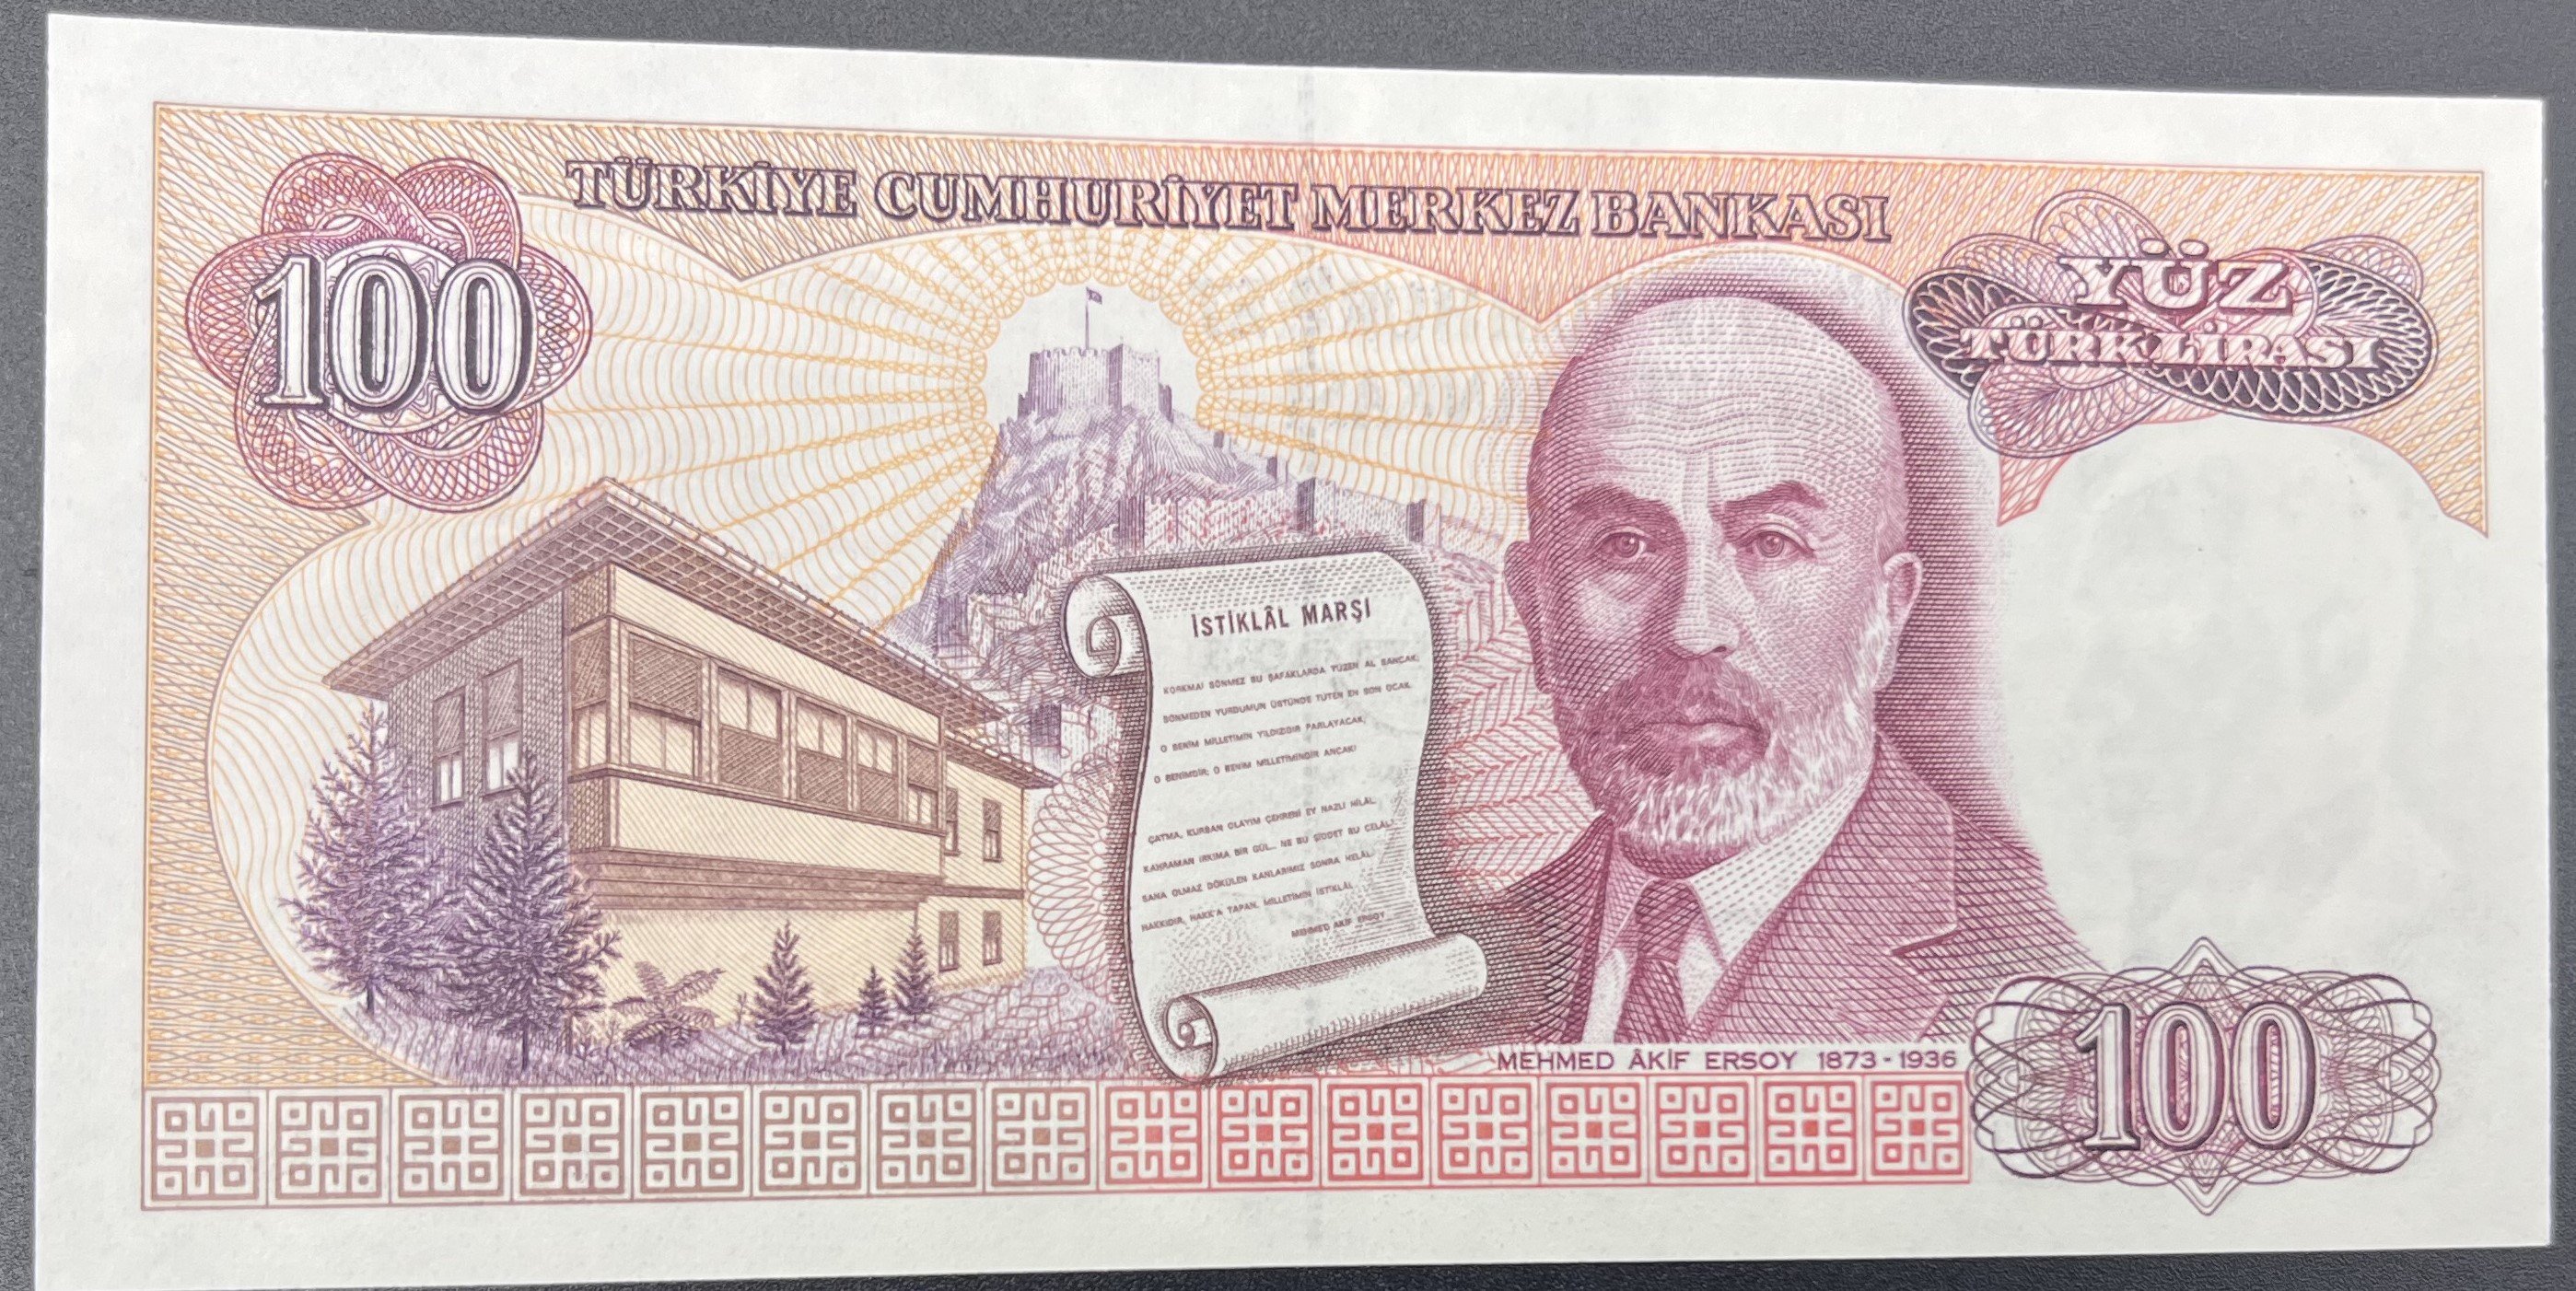 TÜRKİYE CUMHURİYET MERKEZ BANKASI
100
YÜZ
TÜRK LİRASI
İSTİKLÂL MARŞI
KORKMA! SÖNMEZ BU ŞAFAKLARDA YÜZEN AL SANCAK;
SÖNMEDEN YURDUMUN ÜSTÜNDE TÜTEN EN SON OCAK.
O BENİM MİLLETİMİN YILDIZIDIR PARLAYACAK;
O BENİMDİR, O BENİM MİLLETİMİNDİR ANCAK!
ÇATMA, KURBAN OLAYIM ÇEHRENİ EY NAZLI HİLÂL.
KAHRAMAN IRKIMA BİR GÜL... NE BU ŞİDDET BU CELÂL?
SANA OLMAZ DÖKÜLEN KANLARIMIZ SONRA HELÂL;
HAKKIDIR, HAKK'A TAPAN, MİLLETİMİN İSTİKLÂL
MEHMED AKİF ERSOY
MEHMED ÂKİF ERSOY 1873-1936
100